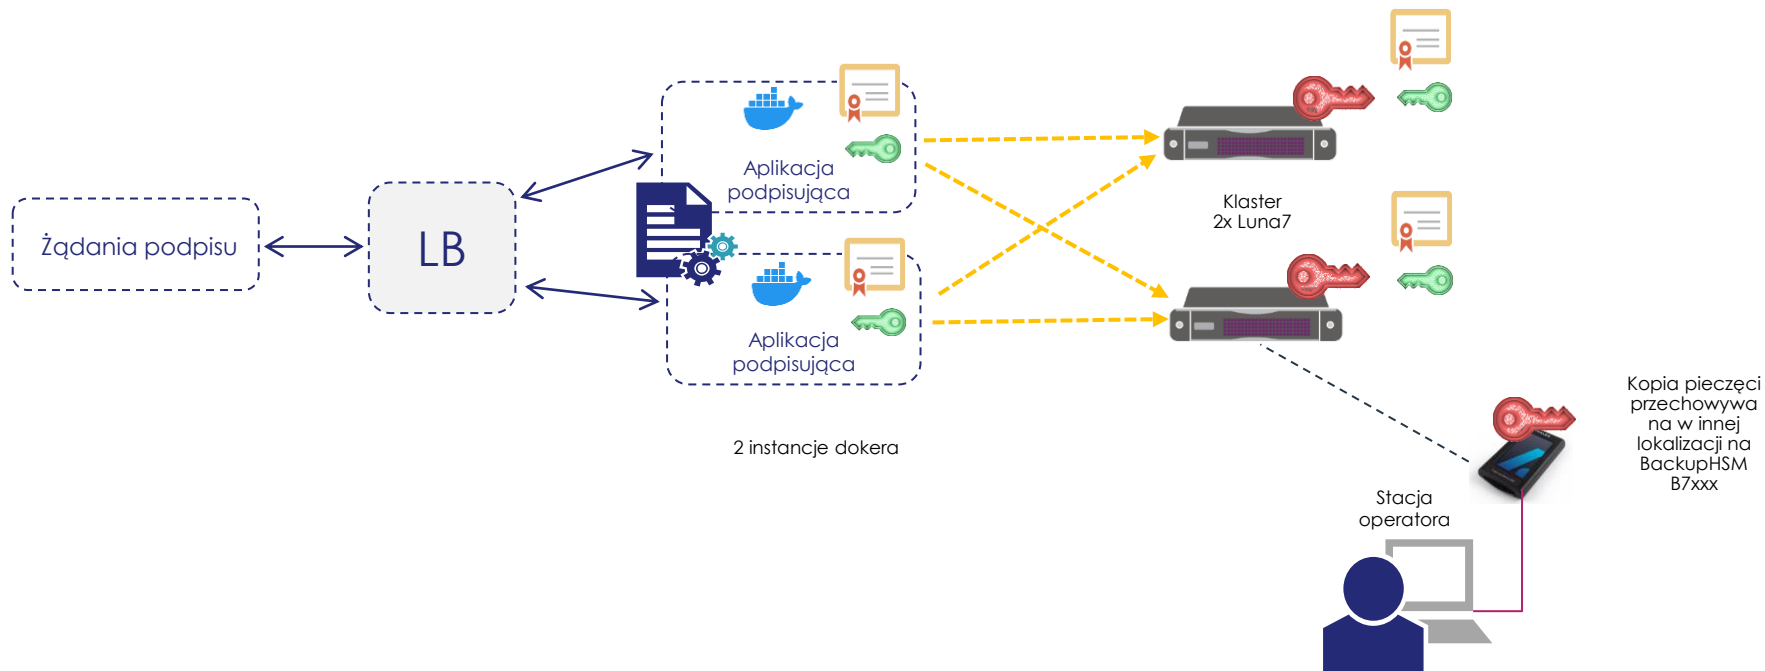 Żądania podpisu
LB
Aplikacja
podpisująca
Aplikacja
podpisująca
2 instancje dokera
Klaster
2x Luna7
Kopia pieczęci
przechowywa
na w innej
lokalizacji na
BackupHSM
B7xxx
Stacja
operatora